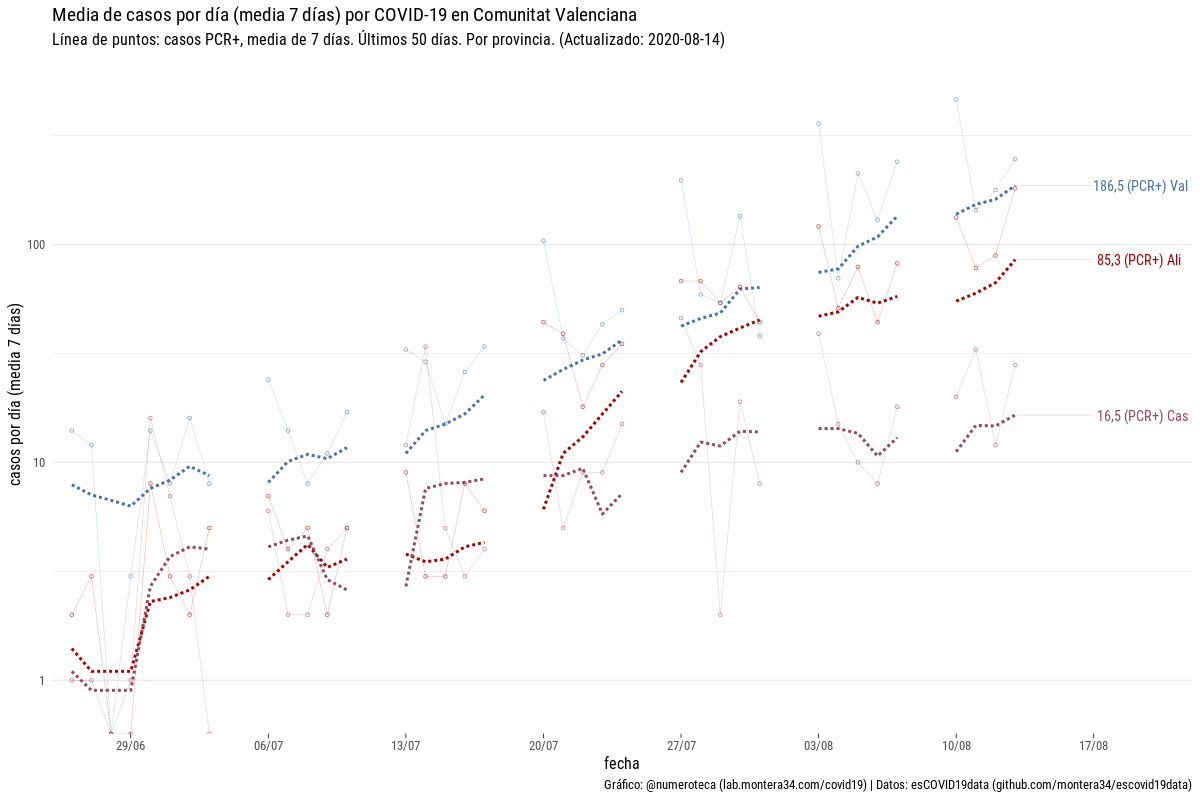 Media de casos por día (media 7 días) por COVID-19 en Comunitat Valenciana
Línea de puntos: casos PCR+, media de 7 días. Últimos 50 días. Por provincia. (Actualizado: 2020-08-14)
casos por día (media 7 días)
100
10
1
186,5 (PCR+) Val
85,3 (PCR+) Ali
16,5 (PCR+) Cas
29/06
06/07
13/07
20/07
27/07
03/08
10/08
17/08
fecha
Gráfico: @numeroteca (lab.montera34.com/covid19) | Datos: esCOVID19data (github.com/montera34/escovid19data)